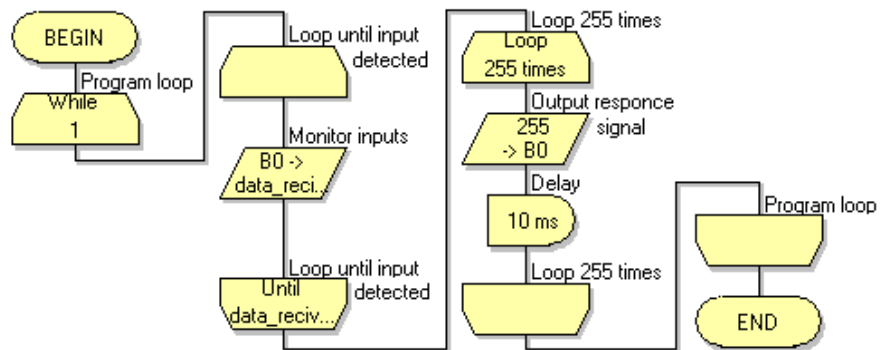 BEGIN
Program loop
While
1
Loop until input
detected
Monitor inputs
B0 ->
data_reci...
Loop until input
detected
Until
data_reciv...
Loop 255 times
Loop
255 times
Output responce
signal
255
-> B0
Delay
10 ms
Loop 255 times
Program loop
END